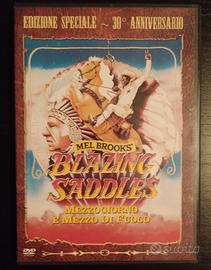 EDIZIONE SPECIALE ~ 30° ANNIVERSARIO
MEL BROOKS'
BLAZING
SADDLES
MEZZOGIORNO
E MEZZO DI FUOCO
DVD
subito